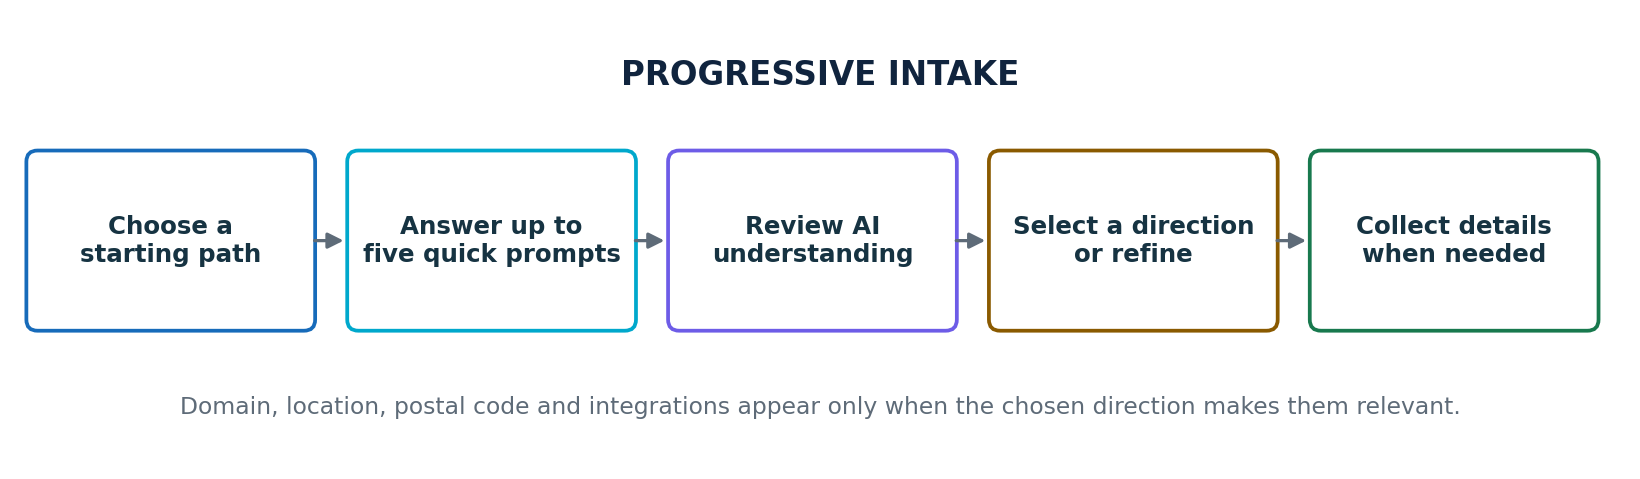 PROGRESSIVE INTAKE
Choose a
starting path
Answer up to
five quick prompts
Review AI
understanding
Select a direction
or refine
Collect details
when needed
Domain, location, postal code and integrations appear only when the chosen direction makes them relevant.